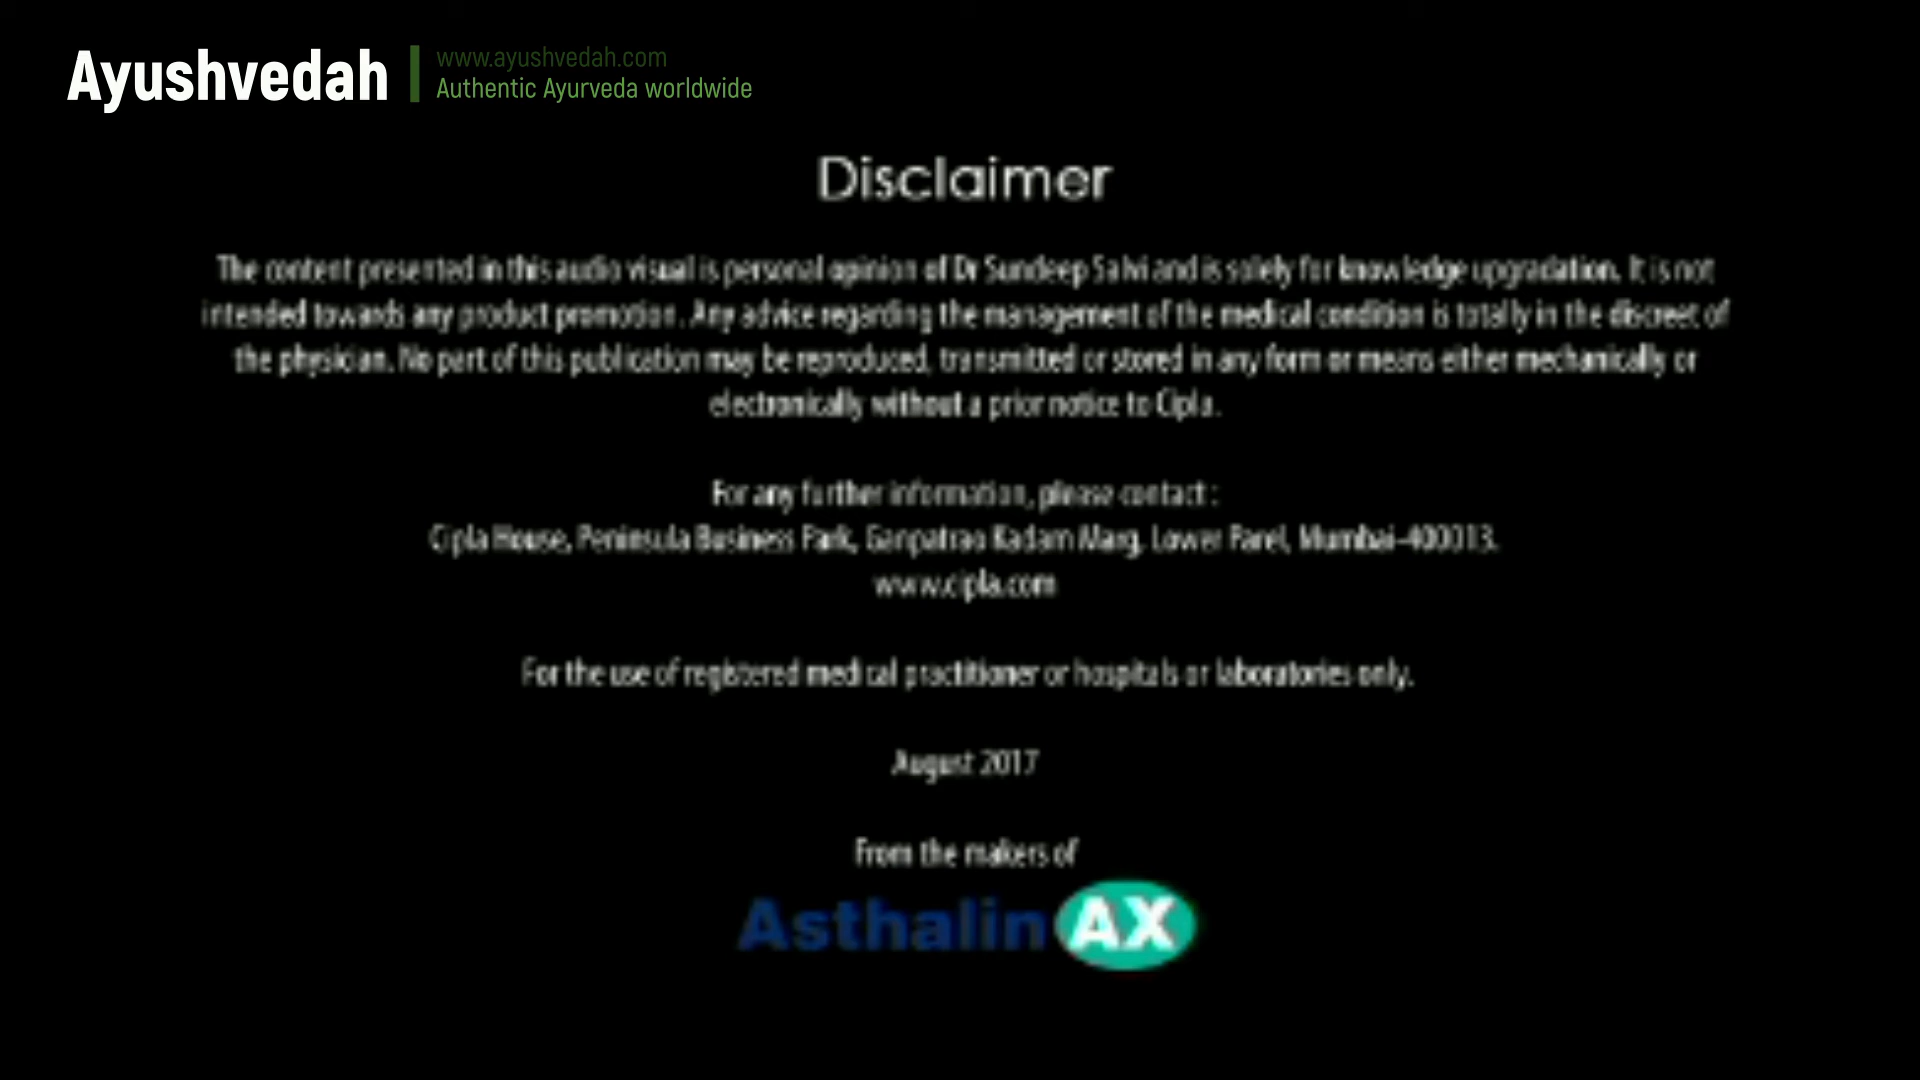 Ayushvedah
www.ayushvedah.com
Authentic Ayurveda worldwide
Disclaimer
The content presented in this audio visual is personal opinion of Dr Sundeep Salvi and is solely for knowledge upgradation. It is not
intended towards any product promotion. Any advice regarding the management of the medical condition is totally in the discreet of
the physician. No part of this publication may be reproduced, transmitted or stored in any form or means either mechanically or
electronically without a prior notice to Cipla.
For any further information, please contact :
Cipla House, Peninsula Business Park, Ganpatrao Kadam Marg, Lower Parel, Mumbai-400013.
www.cipla.com
For the use of registered medical practitioner or hospitals or laboratories only.
August 2017
From the makers of
Asthalin AX